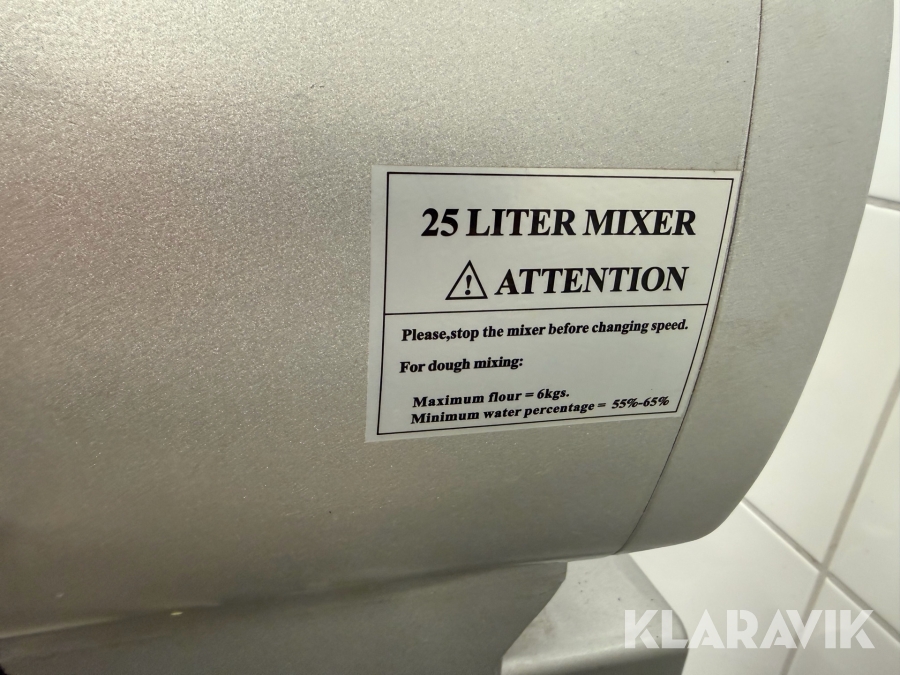 25 LITER MIXER
ATTENTION
Please,stop the mixer before changing speed.
For dough mixing:
Maximum flour = 6kgs.
Minimum water percentage = 55%-65%
KLARAVIK